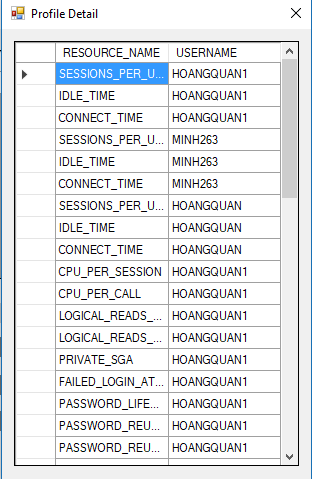 Profile Detail
RESOURCE_NAME USERNAME
SESSIONS_PER_U... HOANGQUAN1
IDLE_TIME HOANGQUAN1
CONNECT_TIME HOANGQUAN1
SESSIONS_PER_U... MINH263
IDLE_TIME MINH263
CONNECT_TIME MINH263
SESSIONS_PER_U... HOANGQUAN
IDLE_TIME HOANGQUAN
CONNECT_TIME HOANGQUAN
CPU_PER_SESSION HOANGQUAN1
CPU_PER_CALL HOANGQUAN1
LOGICAL_READS_... HOANGQUAN1
LOGICAL_READS_... HOANGQUAN1
PRIVATE_SGA HOANGQUAN1
FAILED_LOGIN_AT... HOANGQUAN1
PASSWORD_LIFE... HOANGQUAN1
PASSWORD_REU... HOANGQUAN1
PASSWORD_REU... HOANGQUAN1